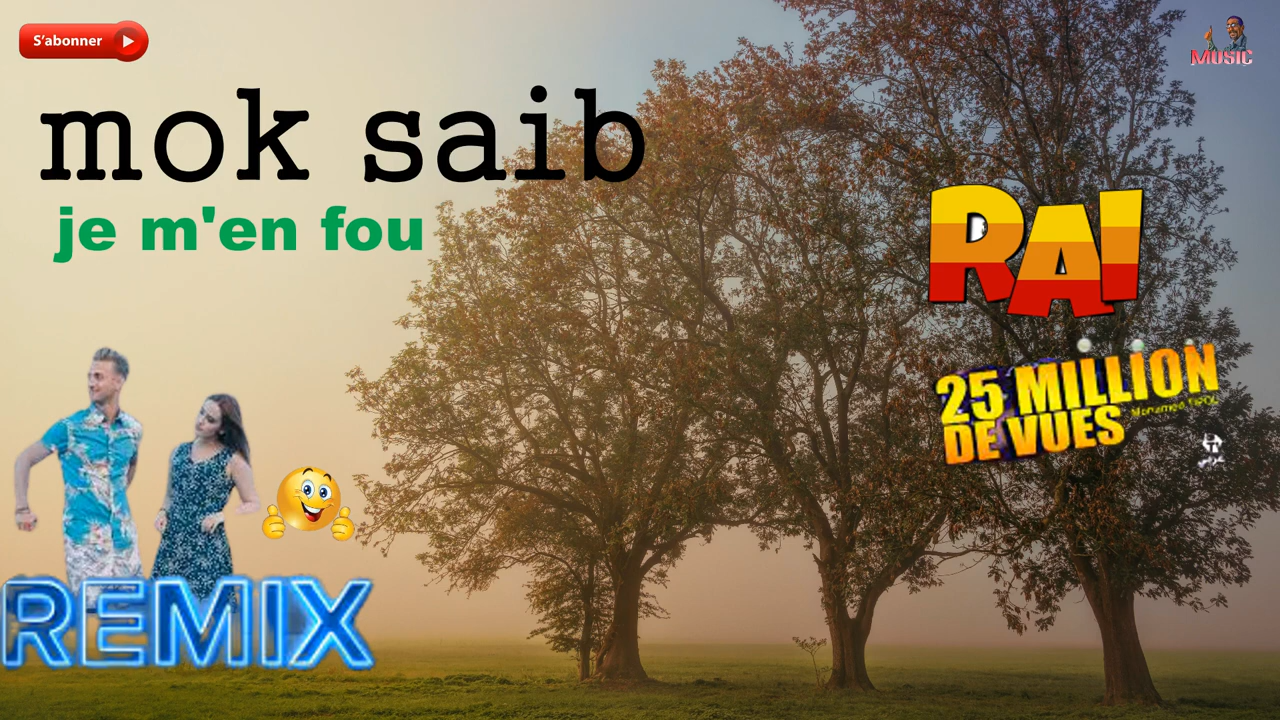 S'abonner
MUSIC
mok saib
je m'en fou
RAI
25 MILLION
DE VUES
REMIX